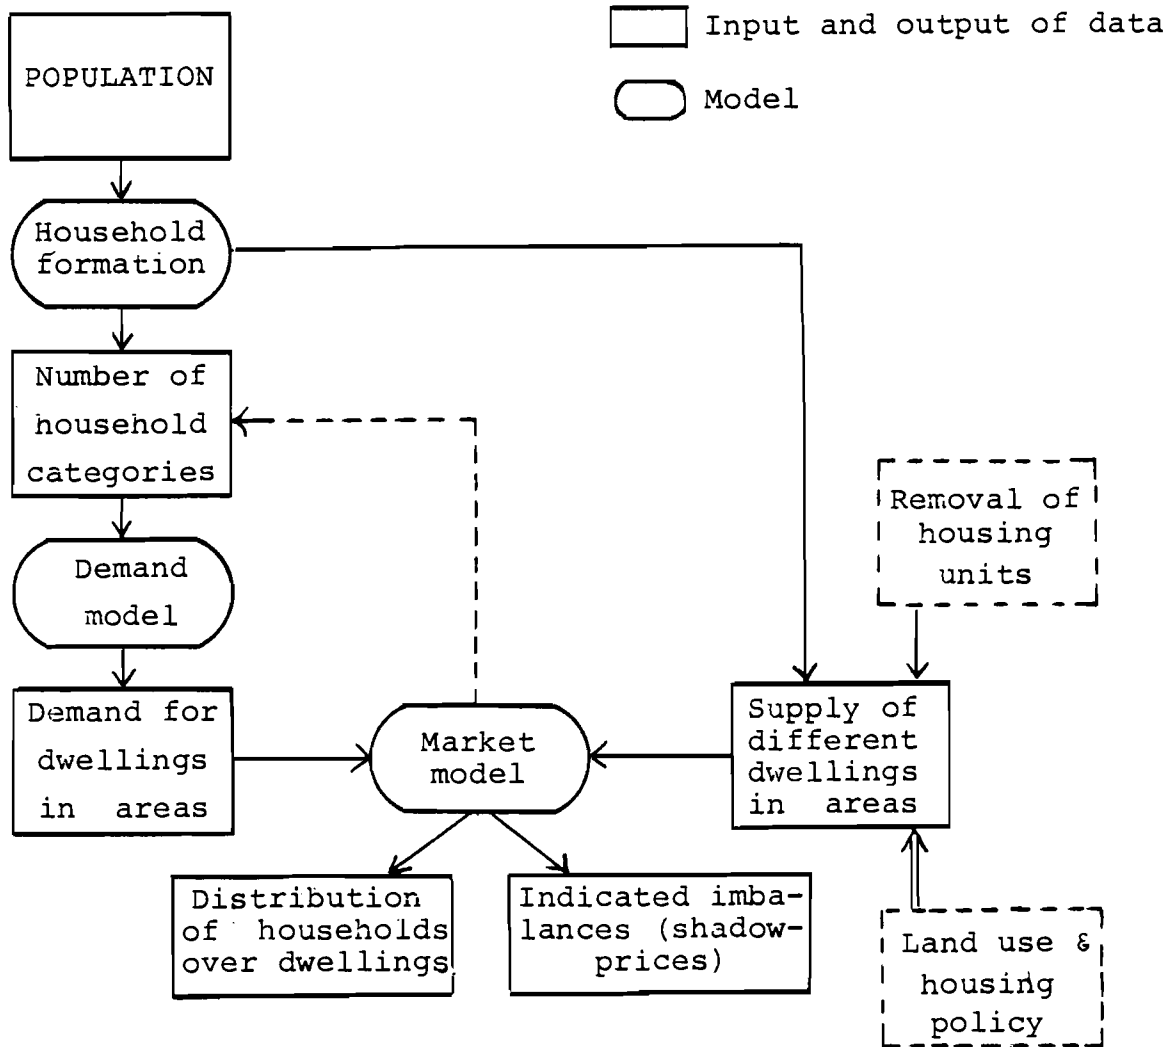 Input and output of data
Model
POPULATION
Household
formation
Number of
household
categories
Demand
model
Demand for
dwellings
in areas
Market
model
Removal of
housing
units
Supply of
different
dwellings
in areas
Distribution
of households
over dwellings
Indicated imba-
lances (shadow-
prices)
Land use &
housing
policy